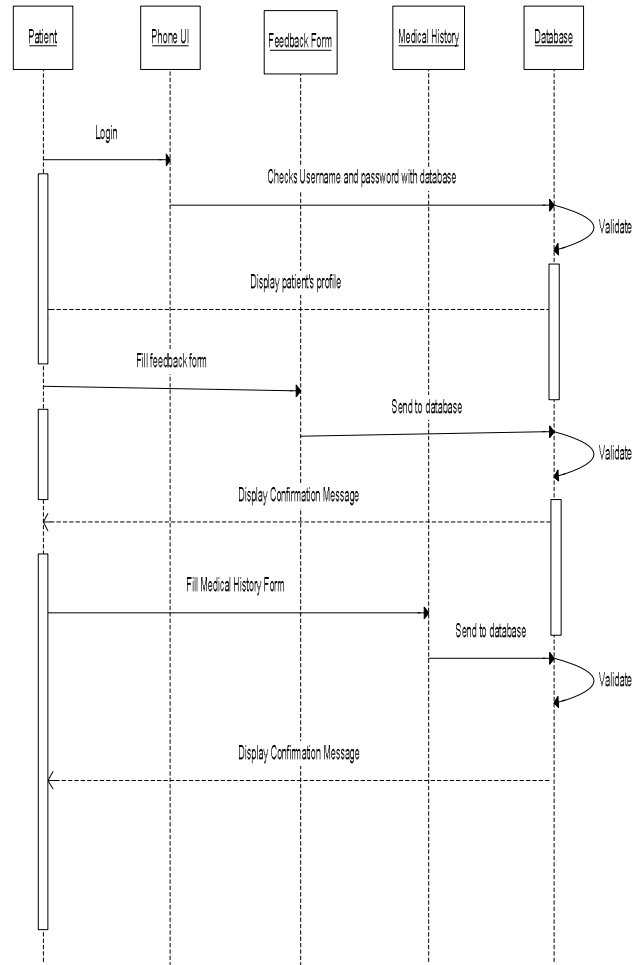 Patient
Phone UI
Feedback Form
Medical History
Database
Login
Checks Username and password with database
Validate
Display patient's profile
Fill feedback form
Send to database
Validate
Display Confirmation Message
Fill Medical History Form
Send to database
Validate
Display Confirmation Message